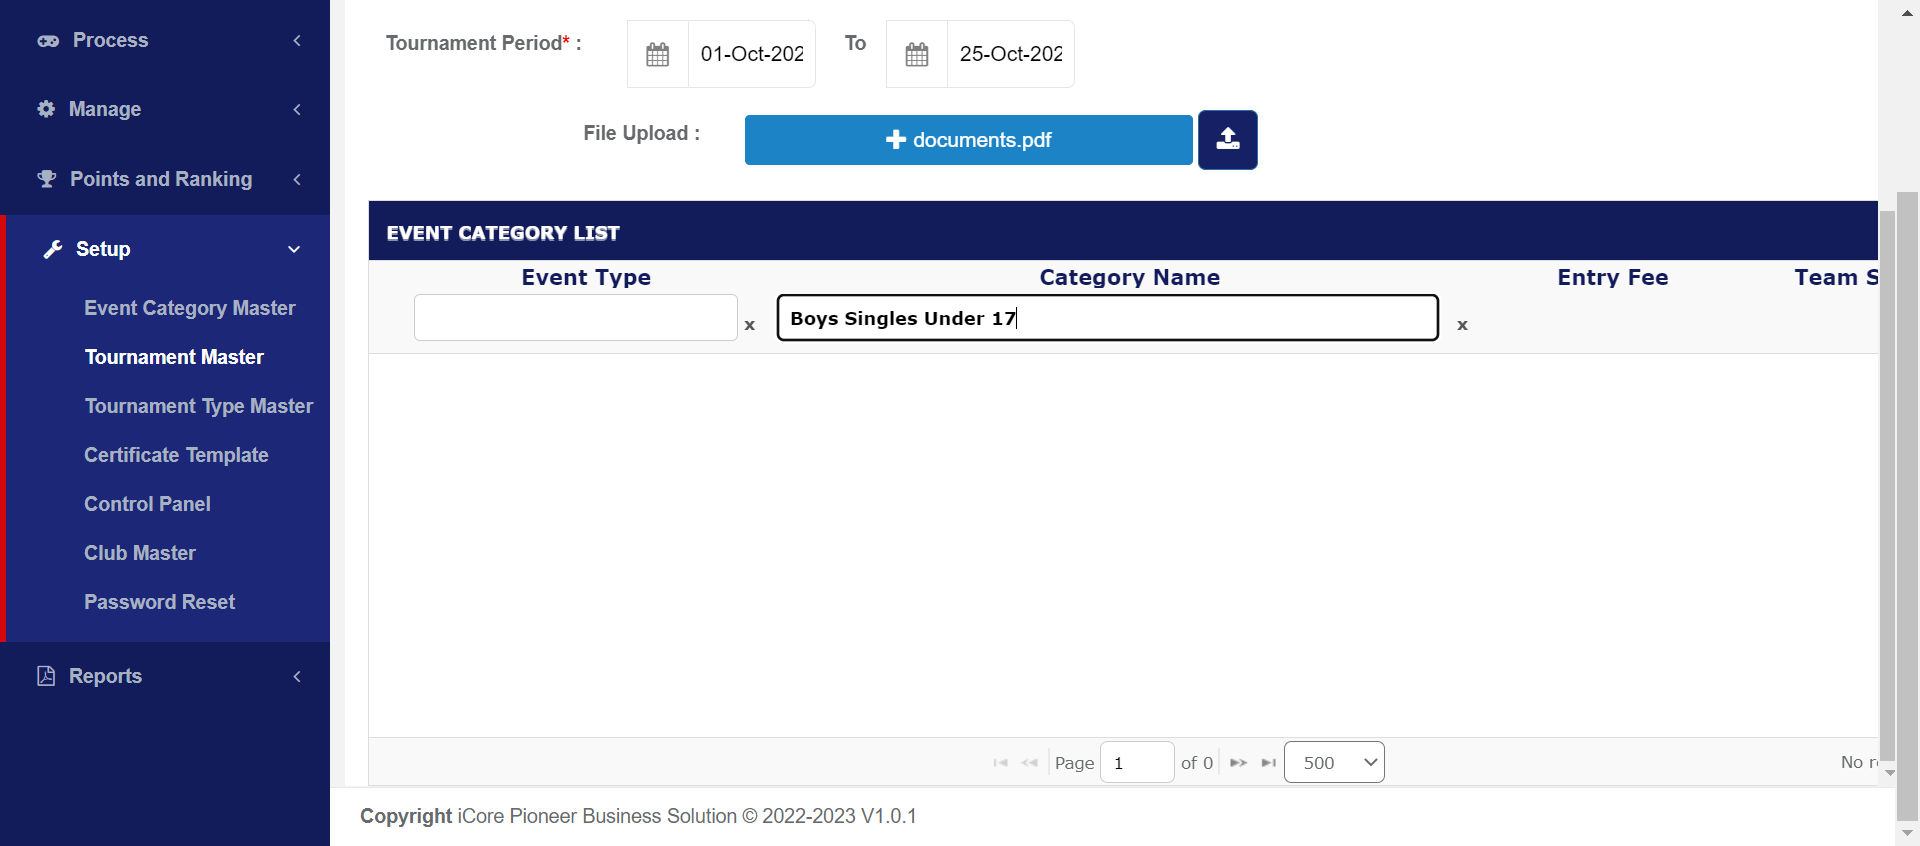 Process
Manage
Points and Ranking
Setup
Event Category Master
Tournament Master
Tournament Type Master
Certificate Template
Control Panel
Club Master
Password Reset
Reports
Tournament Period* :
01-Oct-202
To
25-Oct-202
File Upload :
documents.pdf
EVENT CATEGORY LIST
Event Type
Category Name
Entry Fee
Team S
x
Boys Singles Under 17
x
Page 1 of 0
500
No r
Copyright iCore Pioneer Business Solution © 2022-2023 V1.0.1